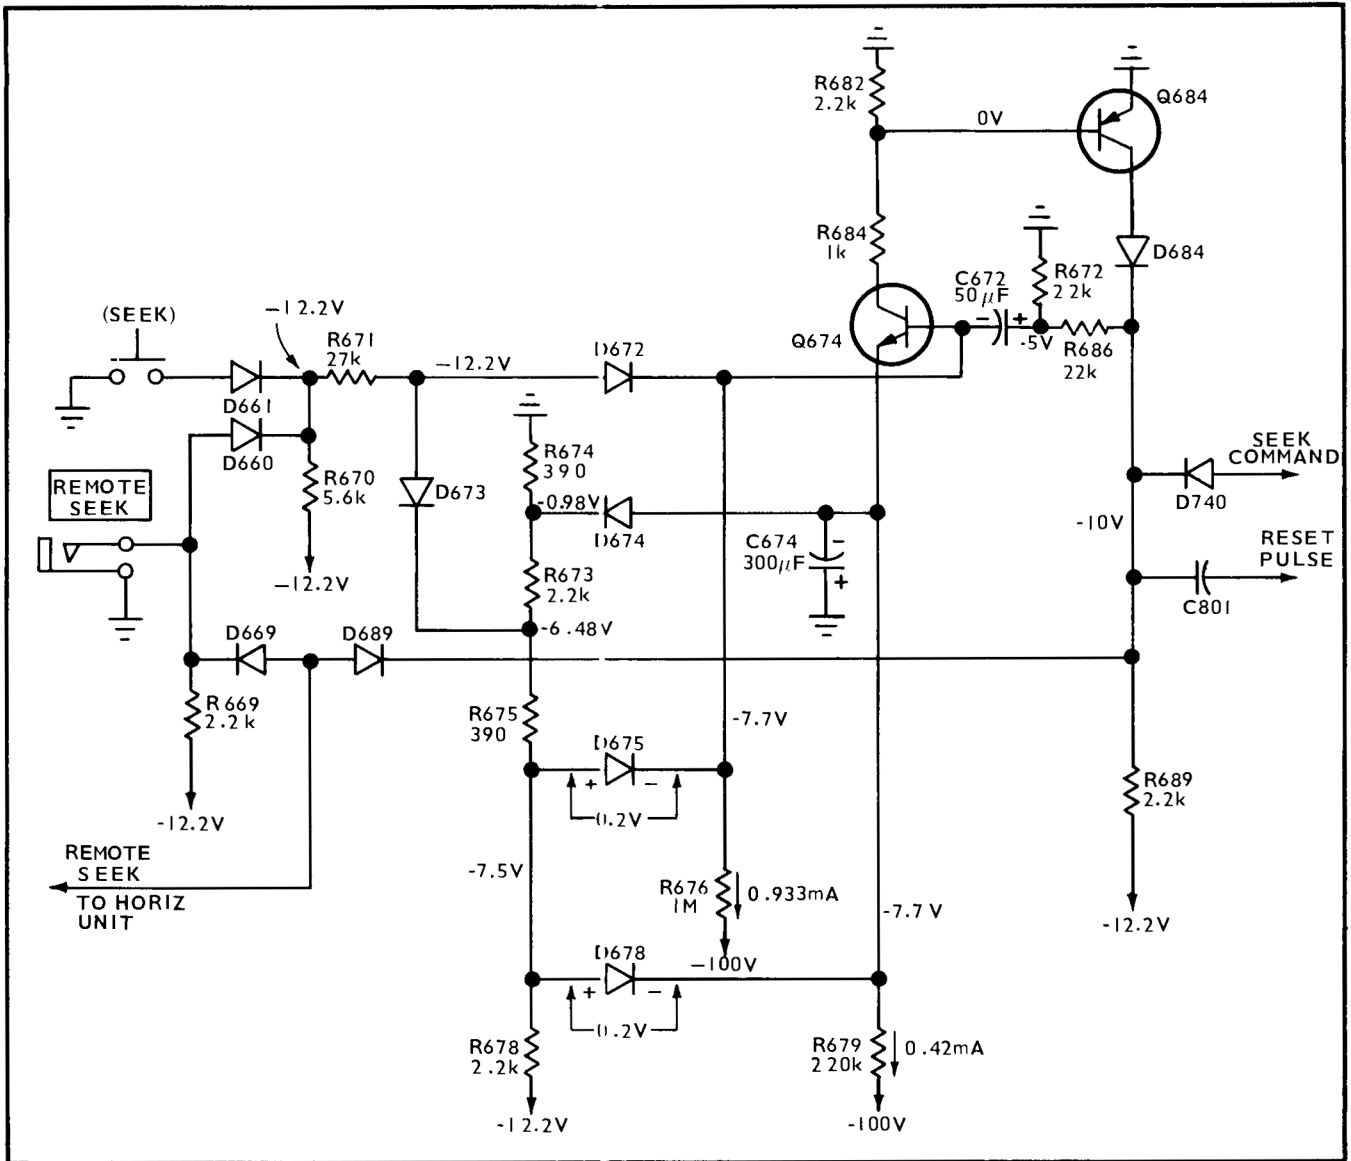 R682
2.2k
Q684
0V
R684
1k
D684
C672
50µF
R672
22k
(SEEK)
-12.2V
R671
27k
-12.2V
D672
Q674
- +
-5V
R686
22k
D661
D660
R674
390
SEEK
COMMAND
REMOTE
SEEK
R670
5.6k
D673
-0.98V
D674
D740
C674
300µF
-
+
-10V
RESET
PULSE
-12.2V
R673
2.2k
C801
D669
D689
-6.48V
R669
2.2k
R675
390
-7.7V
D675
+ -
0.2V
R689
2.2k
-12.2V
REMOTE
SEEK
TO HORIZ
UNIT
-7.5V
R676
1M
0.933mA
-7.7V
-12.2V
-100V
D678
+ -
0.2V
R678
2.2k
R679
220k
0.42mA
-12.2V
-100V